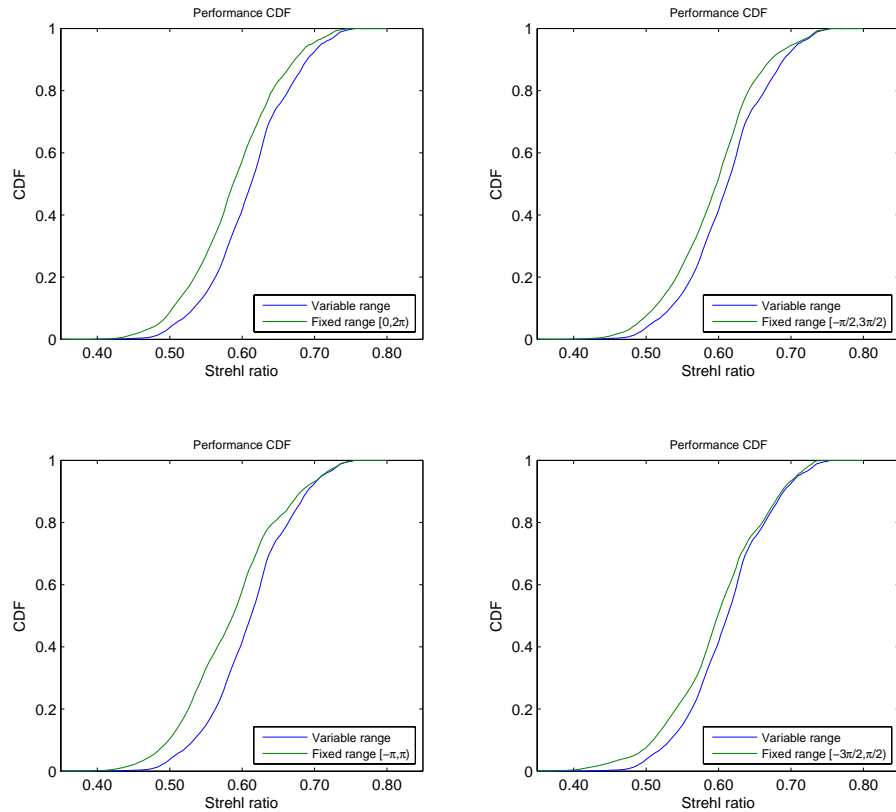 Performance CDF
1
0.8
0.6
0.4
0.2
0
CDF
0.40 0.50 0.60 0.70 0.80
Strehl ratio
Variable range
Fixed range [0,2π)
Performance CDF
1
0.8
0.6
0.4
0.2
0
CDF
0.40 0.50 0.60 0.70 0.80
Strehl ratio
Variable range
Fixed range [−π/2,3π/2)
Performance CDF
1
0.8
0.6
0.4
0.2
0
CDF
0.40 0.50 0.60 0.70 0.80
Strehl ratio
Variable range
Fixed range [−π,π)
Performance CDF
1
0.8
0.6
0.4
0.2
0
CDF
0.40 0.50 0.60 0.70 0.80
Strehl ratio
Variable range
Fixed range [−3π/2,π/2)